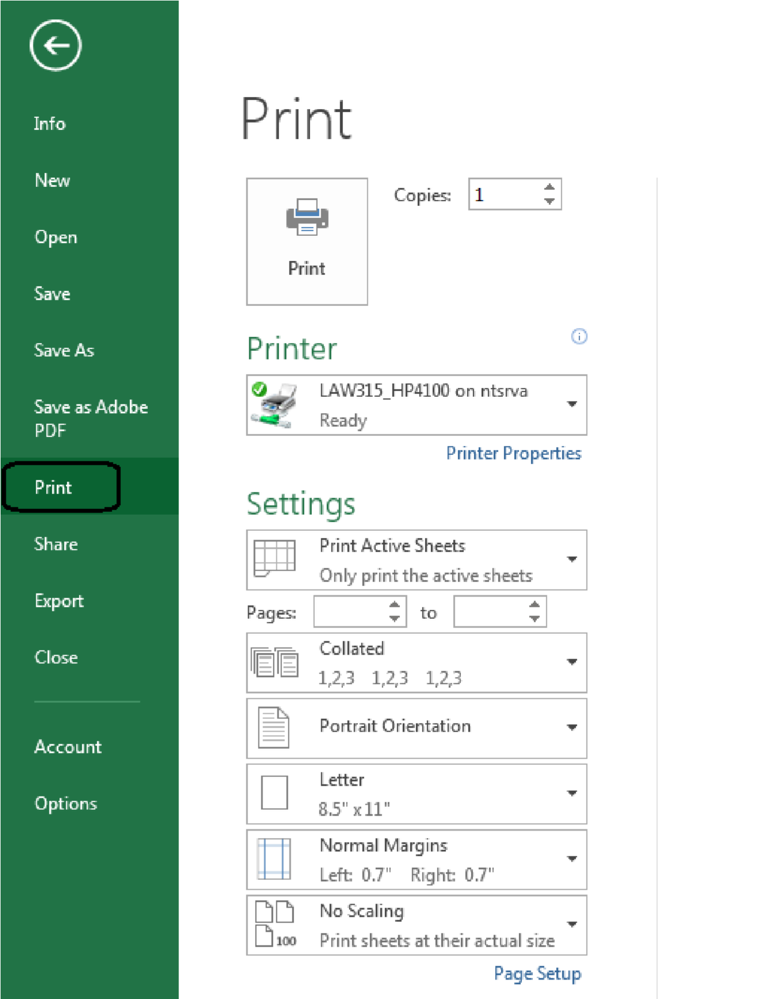 Info
New
Open
Save
Save As
Save as Adobe
PDF
Print
Share
Export
Close
Account
Options
Print
Print
Copies: 1
Printer
LAW315_HP4100 on ntsrva
Ready
Printer Properties
Settings
Print Active Sheets
Only print the active sheets
Pages: to
Collated
1,2,3 1,2,3 1,2,3
Portrait Orientation
Letter
8.5" x 11"
Normal Margins
Left: 0.7" Right: 0.7"
No Scaling
100 Print sheets at their actual size
Page Setup